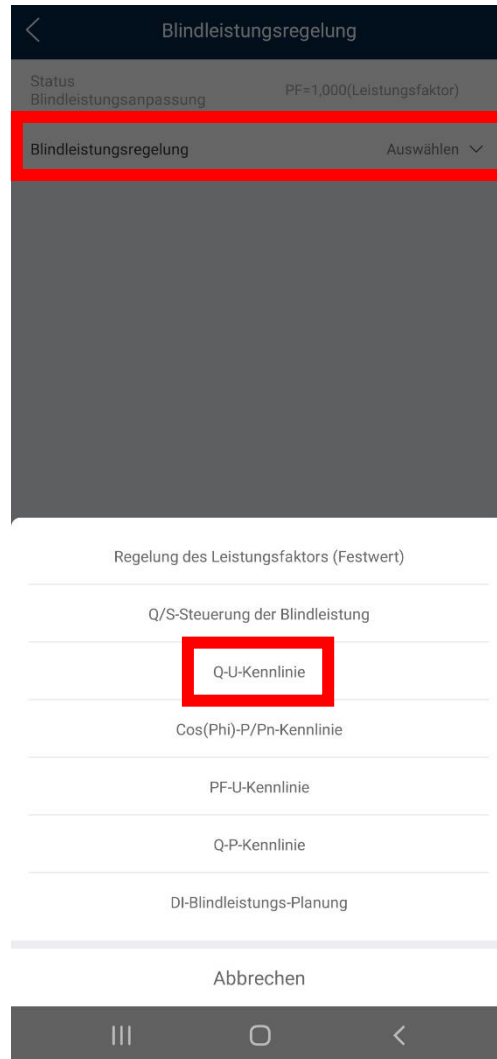 Blindleistungsregelung
Status
Blindleistungsanpassung
PF=1,000(Leistungsfaktor)
Blindleistungsregelung
Auswählen
Regelung des Leistungsfaktors (Festwert)
Q/S-Steuerung der Blindleistung
Q-U-Kennlinie
Cos(Phi)-P/Pn-Kennlinie
PF-U-Kennlinie
Q-P-Kennlinie
DI-Blindleistungs-Planung
Abbrechen